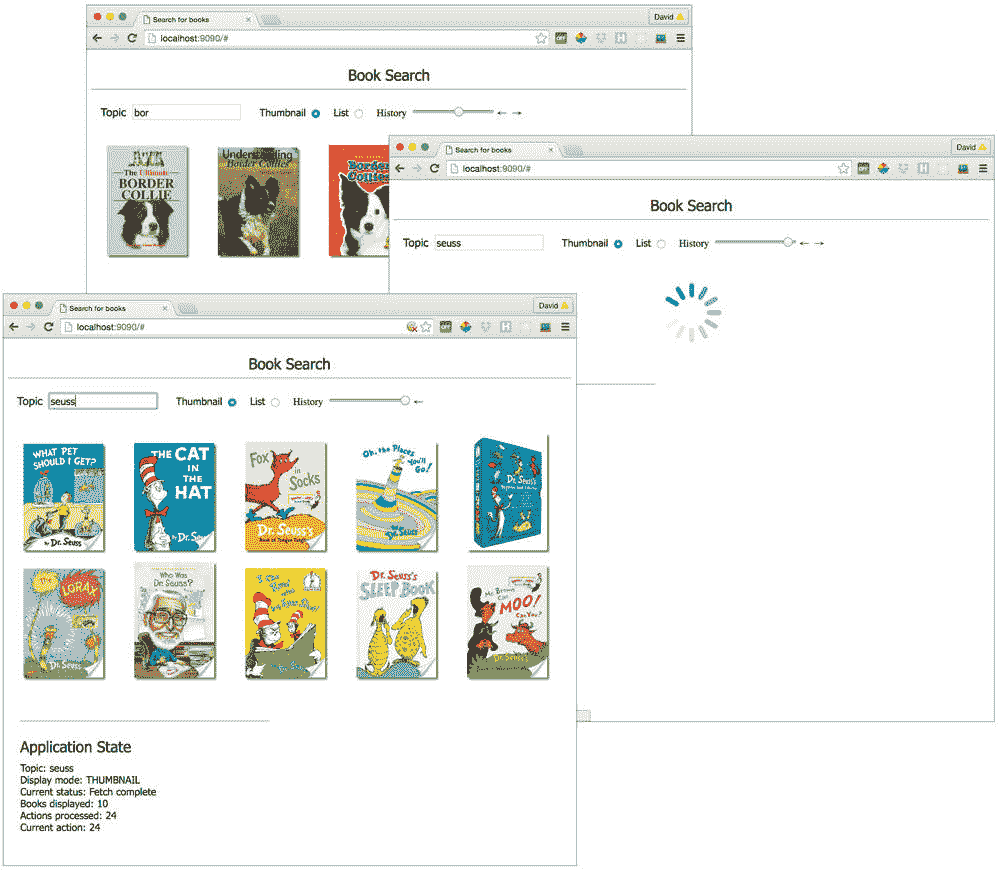 Search for books
David
localhost:9090/#
Book Search
Topic bor Thumbnail List History ← →
The Ultimate
BORDER
COLLIE
Understanding
Border Collies
Border
Collies
Search for books
David
localhost:9090/#
Book Search
Topic seuss Thumbnail List History ← →
Search for books
David
localhost:9090/#
Book Search
Topic seuss Thumbnail List History ←
WHAT PET
SHOULD I GET?
by Dr. Seuss
THE CAT
IN THE
HAT
by Dr. Seuss
Fox
in
Socks
Dr. Seuss's
Oh, the Places
You'll
Go!
Dr. Seuss
Dr. Seuss's
The
LORAX
Dr. Seuss
Who Was
Dr. Seuss?
I Can
Read
Dr. Seuss's
SLEEP BOOK
Mr. Brown
Can
MOO!
Can You?
Dr. Seuss's
Application State
Topic: seuss
Display mode: THUMBNAIL
Current status: Fetch complete
Books displayed: 10
Actions processed: 24
Current action: 24